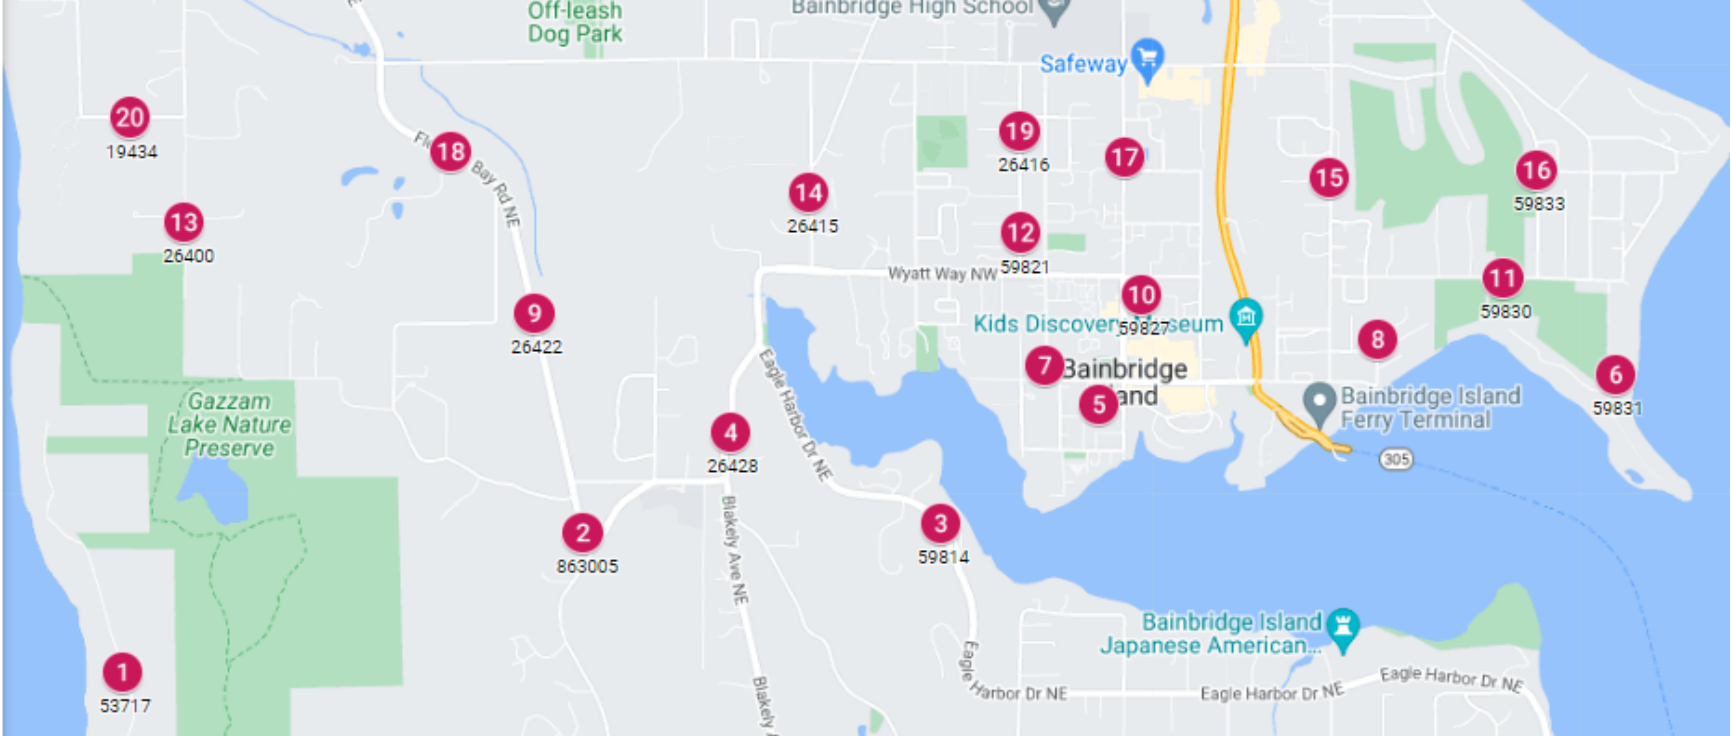 Off-leash
Dog Park
Bainbridge High School
Safeway
20
19434
18
Bay Rd NE
19
26416
17
14
26415
15
16
59833
13
26400
12
59821
Wyatt Way NW
11
59830
10
59827
Kids Discovery Museum
9
26422
8
7
Bainbridge
5
6
59831
Eagle Harbor Dr NE
Gazzam
Lake Nature
Preserve
Bainbridge Island
Ferry Terminal
4
26428
305
2
863005
Blakely Ave NE
3
59814
1
53717
Bainbridge Island
Japanese American...
Eagle Harbor Dr NE
Eagle Harbor Dr NE
Eagle Harbor Dr NE
Blakely